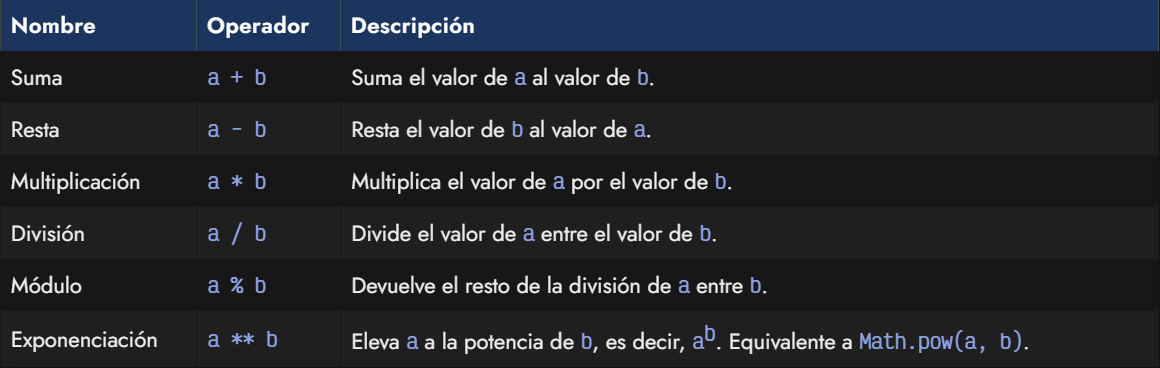 Nombre Operador Descripción
Suma a + b Suma el valor de a al valor de b.
Resta a - b Resta el valor de b al valor de a.
Multiplicación a * b Multiplica el valor de a por el valor de b.
División a / b Divide el valor de a entre el valor de b.
Módulo a % b Devuelve el resto de la división de a entre b.
Exponenciación a ** b Eleva a a la potencia de b, es decir, aᵇ. Equivalente a Math.pow(a, b).